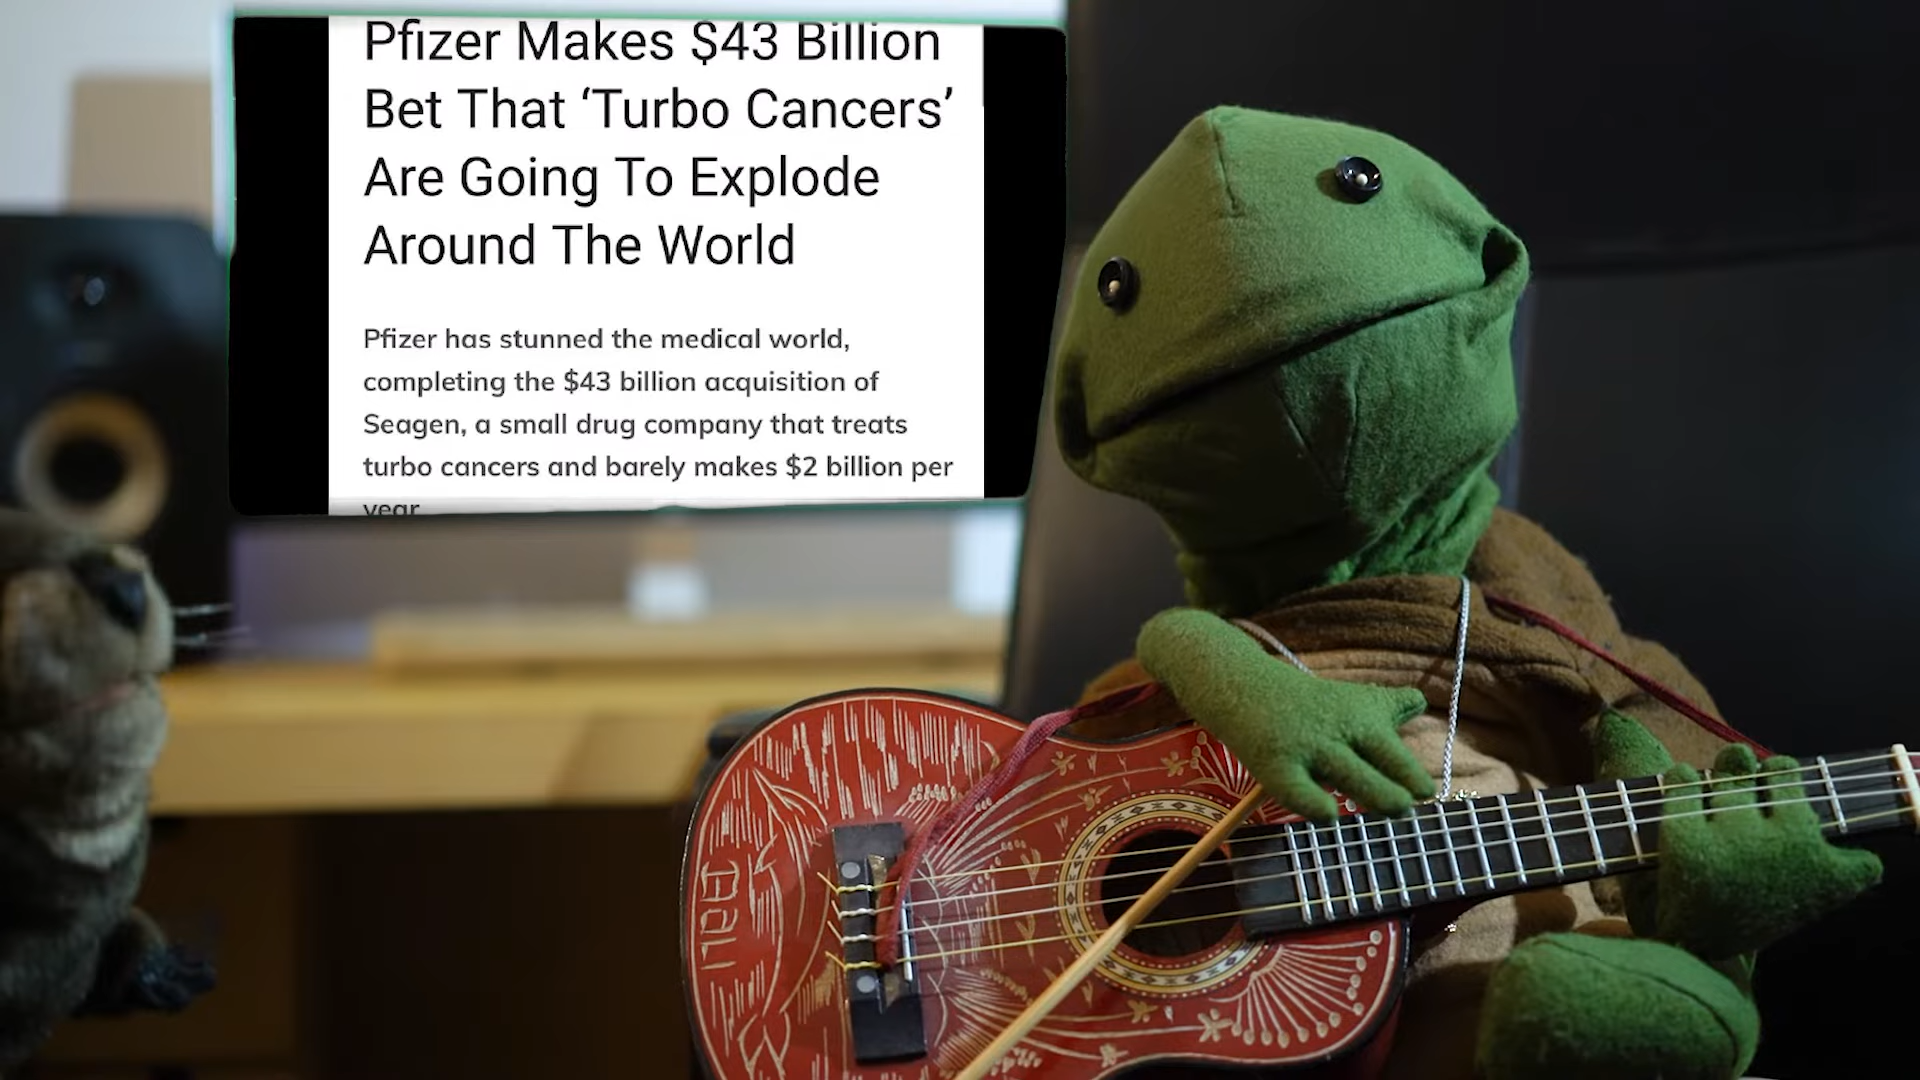 Pfizer Makes $43 Billion
Bet That ‘Turbo Cancers’
Are Going To Explode
Around The World
Pfizer has stunned the medical world,
completing the $43 billion acquisition of
Seagen, a small drug company that treats
turbo cancers and barely makes $2 billion per
year